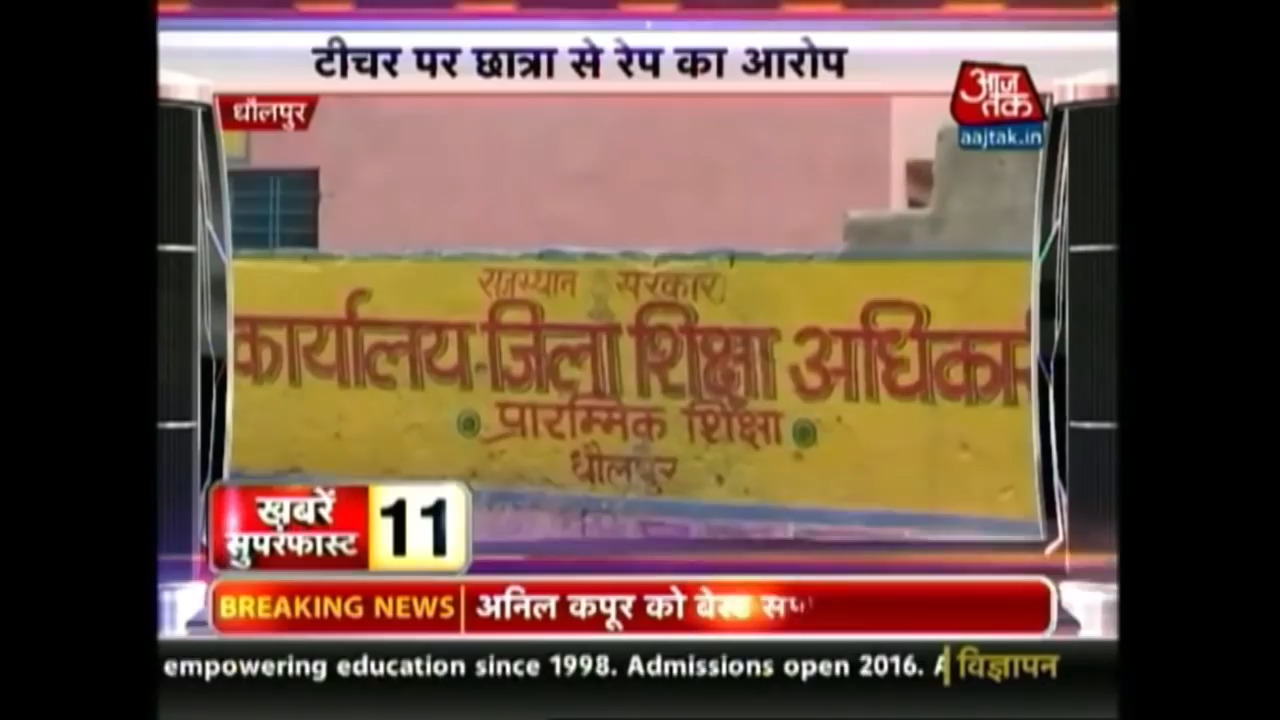 टीचर पर छात्रा से रेप का आरोप
धौलपुर
आज तक
aajtak.in
राजस्थान सरकार
कार्यालय-जिला शिक्षा अधिकारी
प्रारम्भिक शिक्षा
धौलपुर
ख़बरें
सुपरफास्ट
11
BREAKING NEWS
अनिल कपूर को बेस्ट
empowering education since 1998. Admissions open 2016.
विज्ञापन